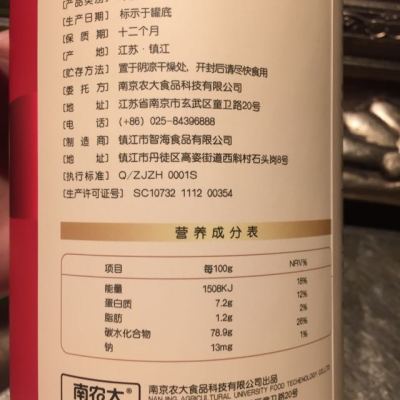 [产品类别]
[生产日期] 标示于罐底
[保质期] 十二个月
[产地] 江苏·镇江
[贮存方法] 置于阴凉干燥处，开封后请尽快食用
[委托方] 南京农大食品科技有限公司
[地址] 江苏省南京市玄武区童卫路20号
[电话] (+86) 025-84396888
[制造商] 镇江市智海食品有限公司
[地址] 镇江市丹徒区高姿街道西斛村石头岗8号
[执行标准] Q/ZJZH 0001S
[生产许可证号] SC10732 1112 00354
营养成分表
项目 每100g NRV%
能量 1508KJ 18%
蛋白质 7.2g 12%
脂肪 1.2g 2%
碳水化合物 78.9g 26%
钠 13mg 1%
南农大
南京农大食品科技有限公司出品
NANJING AGRICULTURAL UNIVERSITY FOOD TECHENOLOGY CO.,LTD